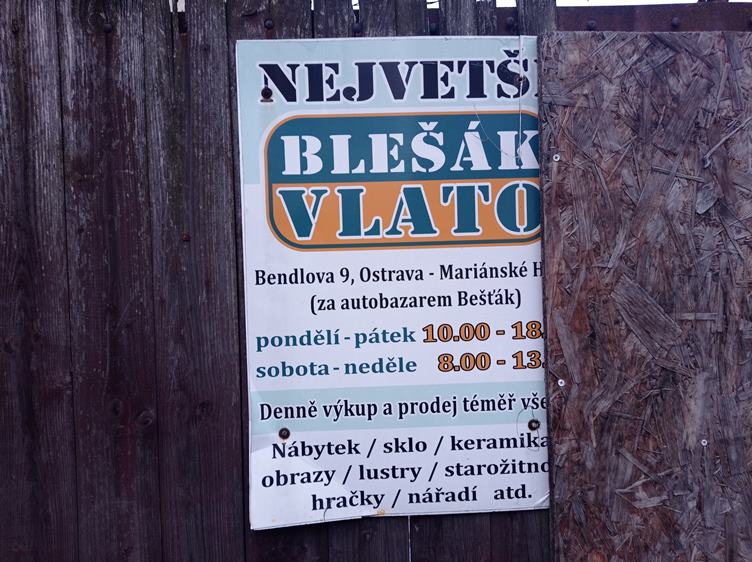 NEJVETŠ
BLEŠÁK
VLATO
Bendlova 9, Ostrava - Mariánské H
(za autobazarem Bešťák)
pondělí - pátek 10.00 - 18.
sobota - neděle 8.00 - 13.
Denně výkup a prodej téměř vše
Nábytek / sklo / keramika
obrazy / lustry / starožitno
hračky / nářadí atd.